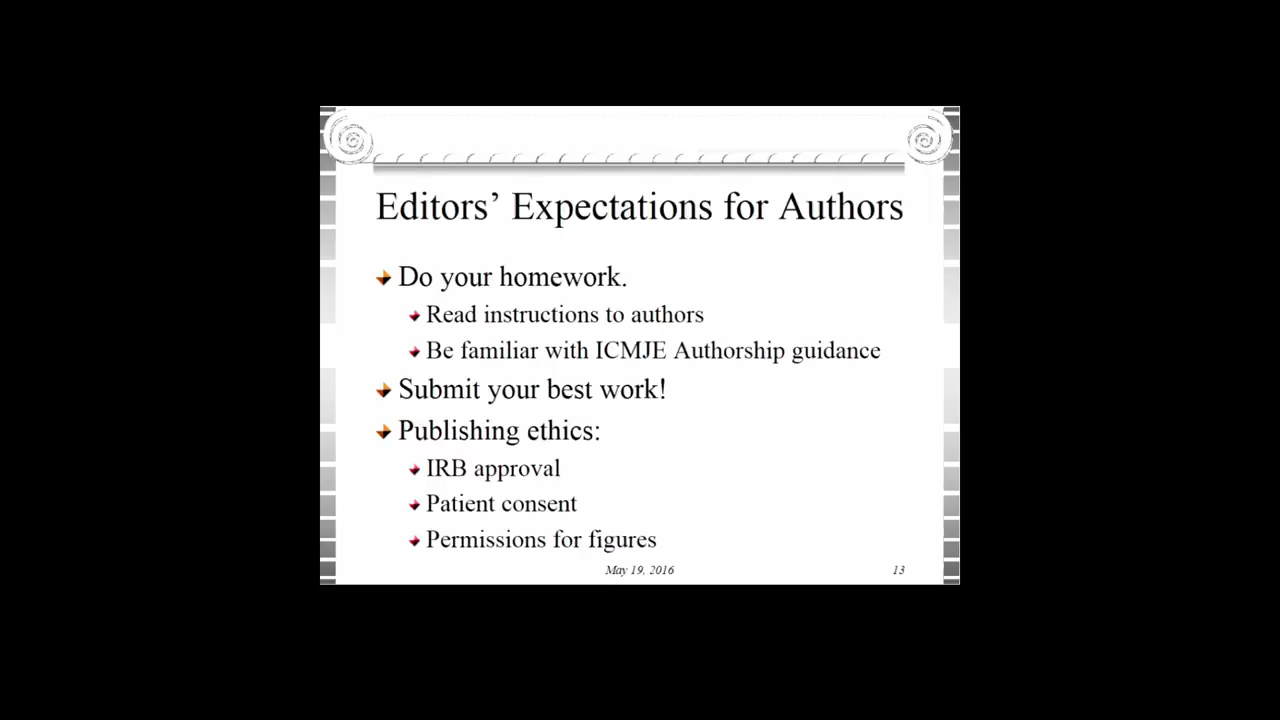 Editors’ Expectations for Authors
Do your homework.
Read instructions to authors
Be familiar with ICMJE Authorship guidance
Submit your best work!
Publishing ethics:
IRB approval
Patient consent
Permissions for figures
May 19, 2016
13